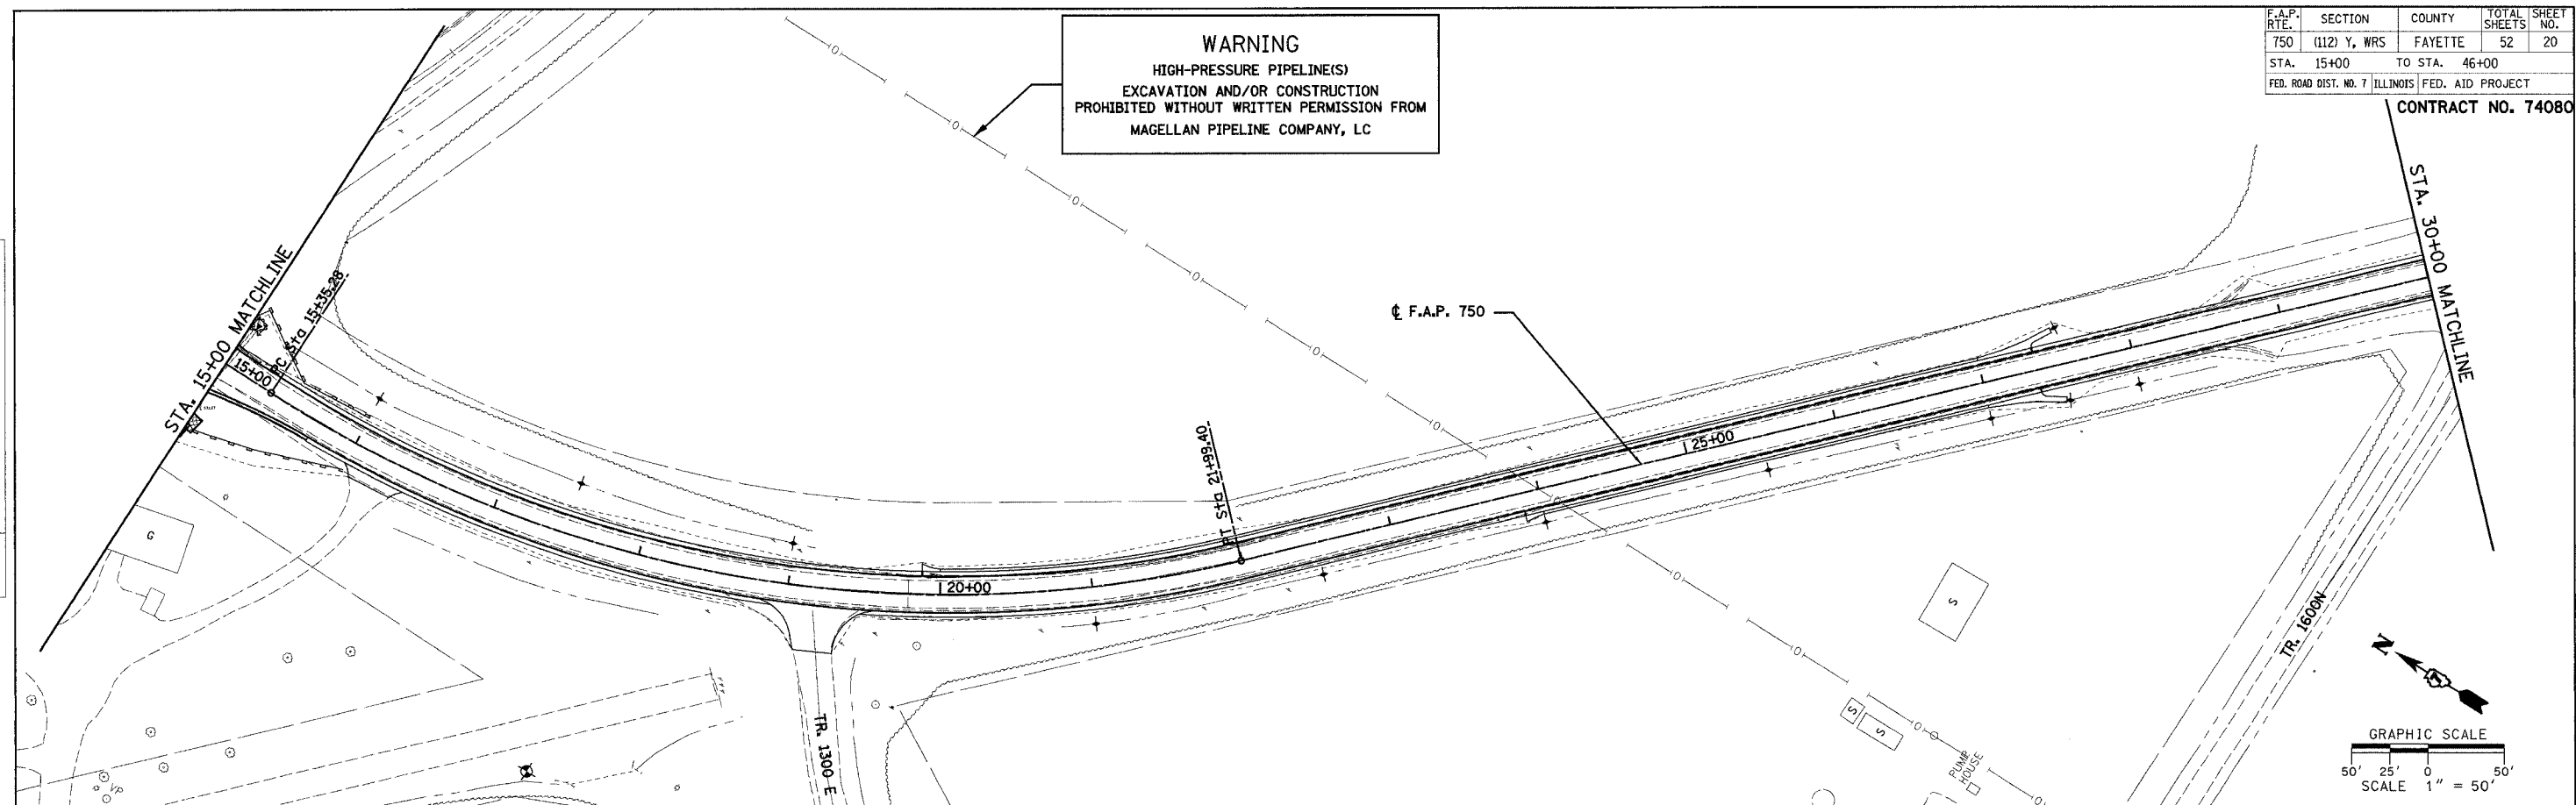 WARNING
HIGH-PRESSURE PIPELINE(S)
EXCAVATION AND/OR CONSTRUCTION
PROHIBITED WITHOUT WRITTEN PERMISSION FROM
MAGELLAN PIPELINE COMPANY, LC
F.A.P. RTE. SECTION COUNTY TOTAL SHEETS SHEET NO.
750 (112) Y, WRS FAYETTE 52 20
STA. 15+00 TO STA. 46+00
FED. ROAD DIST. NO. 7 ILLINOIS FED. AID PROJECT
CONTRACT NO. 74080
STA. 15+00 MATCHLINE
PC Sta 15+35.28
15+00
℄ F.A.P. 750
STA. 30+00 MATCHLINE
PT Sta 21+99.40
25+00
20+00
G
S
S
S
TR. 1300 E
TR. 1600N
PUMP
HOUSE
VP
N
GRAPHIC SCALE
50' 25' 0 50'
SCALE 1" = 50'